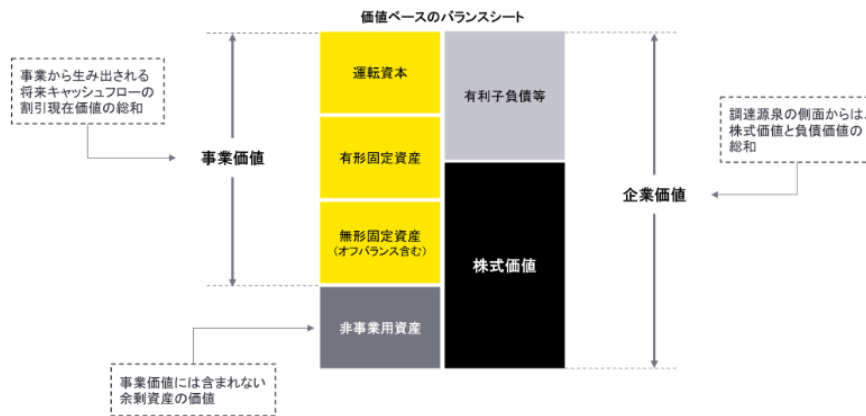 価値ベースのバランスシート
事業から生み出される
将来キャッシュフローの
割引現在価値の総和
事業価値
運転資本
有形固定資産
無形固定資産
(オフバランス含む)
非事業用資産
有利子負債等
株式価値
企業価値
調達源泉の側面からは、
株式価値と負債価値の
総和
事業価値には含まれない
余剰資産の価値